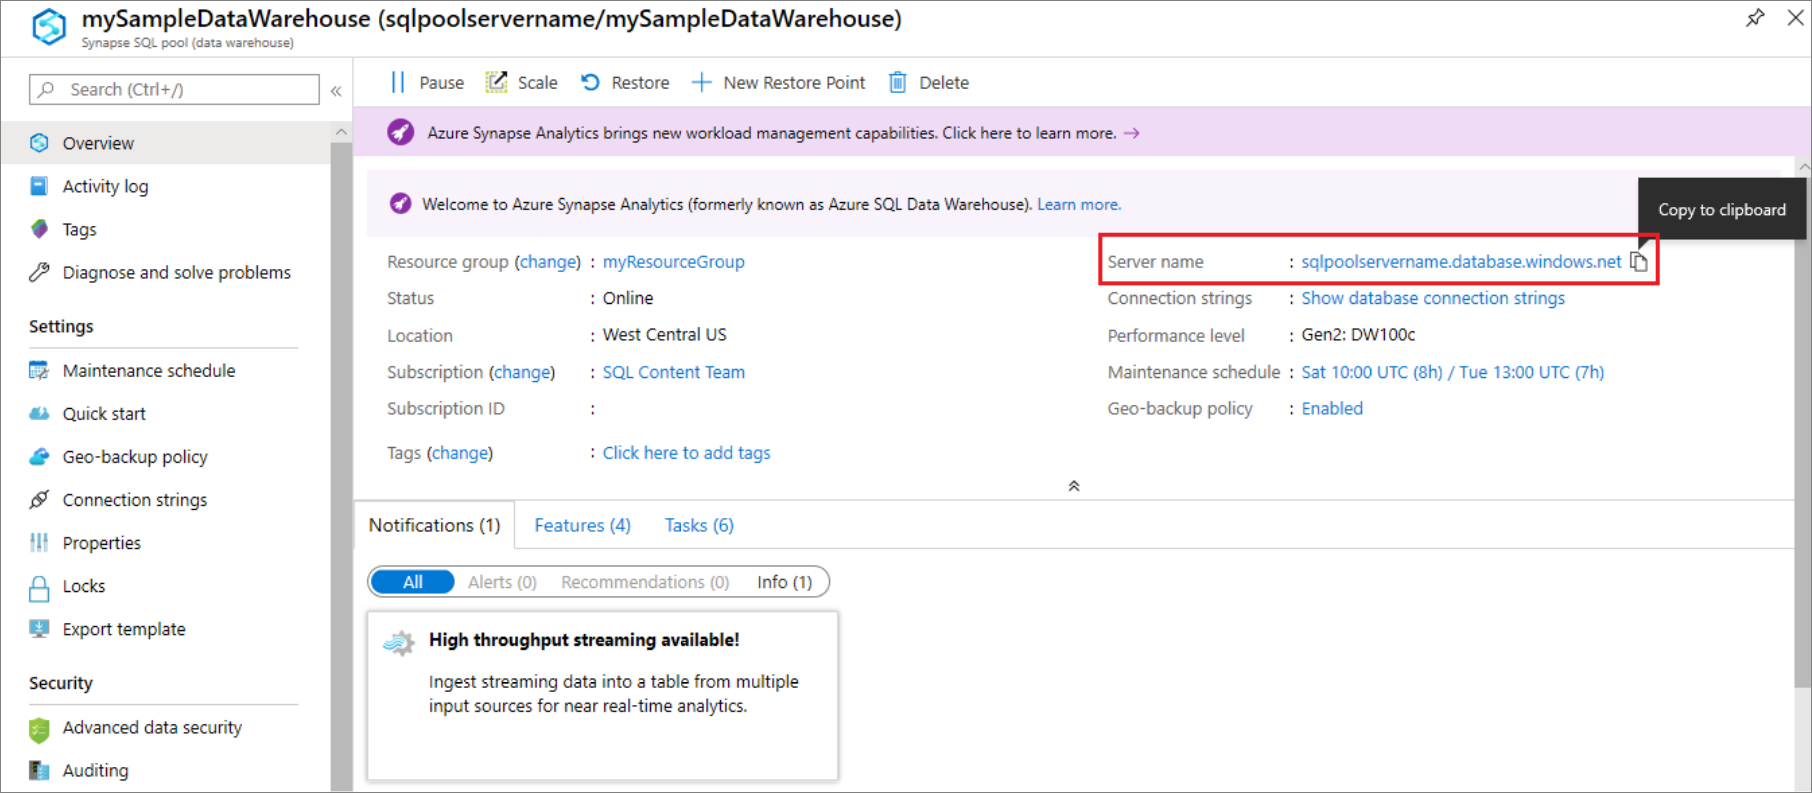 mySampleDataWarehouse (sqlpoolservername/mySampleDataWarehouse)
Synapse SQL pool (data warehouse)
Search (Ctrl+/)
«
Pause
Scale
Restore
New Restore Point
Delete
Azure Synapse Analytics brings new workload management capabilities. Click here to learn more. →
Welcome to Azure Synapse Analytics (formerly known as Azure SQL Data Warehouse). Learn more.
Copy to clipboard
Overview
Activity log
Tags
Diagnose and solve problems
Settings
Maintenance schedule
Quick start
Geo-backup policy
Connection strings
Properties
Locks
Export template
Security
Advanced data security
Auditing
Resource group (change) : myResourceGroup
Status : Online
Location : West Central US
Subscription (change) : SQL Content Team
Subscription ID :
Tags (change) : Click here to add tags
Server name : sqlpoolservername.database.windows.net
Connection strings : Show database connection strings
Performance level : Gen2: DW100c
Maintenance schedule : Sat 10:00 UTC (8h) / Tue 13:00 UTC (7h)
Geo-backup policy : Enabled
Notifications (1)
Features (4)
Tasks (6)
All
Alerts (0)
Recommendations (0)
Info (1)
High throughput streaming available!
Ingest streaming data into a table from multiple
input sources for near real-time analytics.